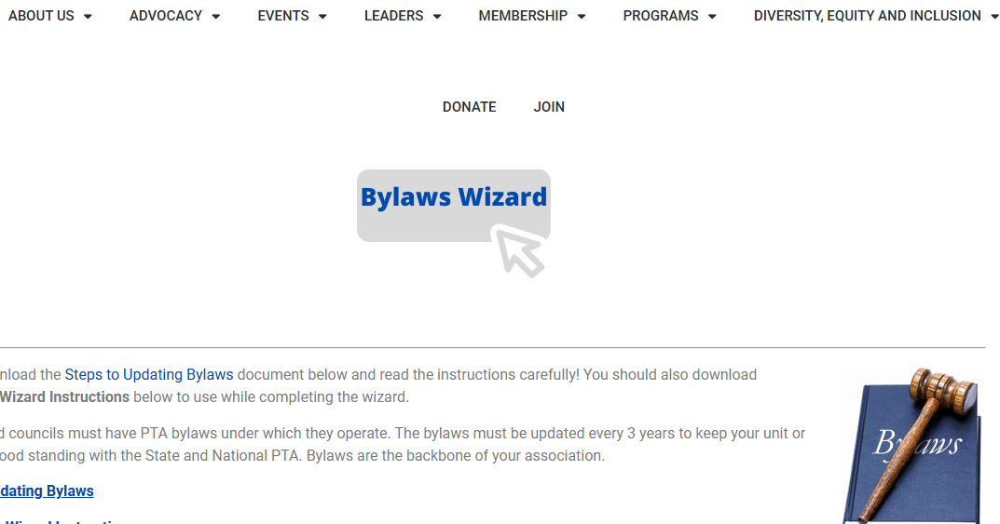 ABOUT US ADVOCACY EVENTS LEADERS MEMBERSHIP PROGRAMS DIVERSITY, EQUITY AND INCLUSION
DONATE JOIN
Bylaws Wizard
nload the Steps to Updating Bylaws document below and read the instructions carefully! You should also download
Wizard Instructions below to use while completing the wizard.
d councils must have PTA bylaws under which they operate. The bylaws must be updated every 3 years to keep your unit or
ood standing with the State and National PTA. Bylaws are the backbone of your association.
Bylaws
dating Bylaws